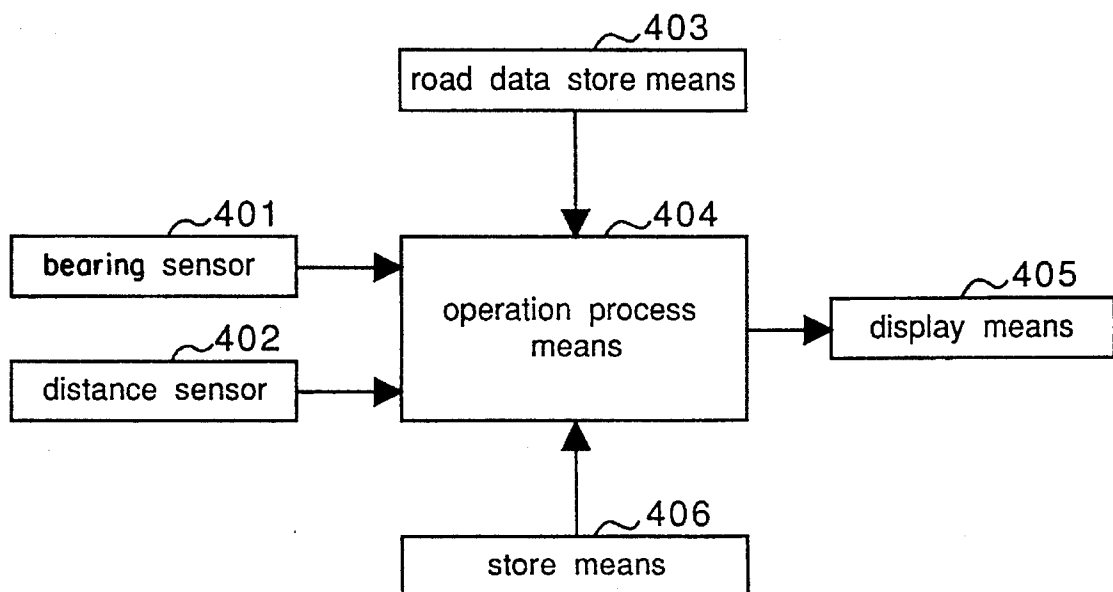 403
road data store means
401
bearing sensor
404
operation process
means
405
display means
402
distance sensor
406
store means